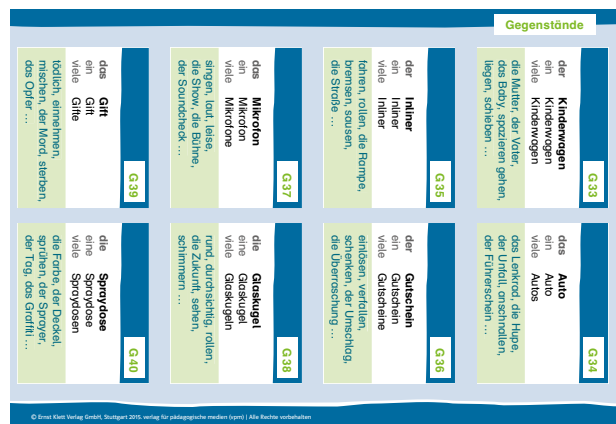 Gegenstände
G33
der Kinderwagen
ein Kinderwagen
viele Kinderwagen
die Mutter, der Vater,
das Baby, spazieren gehen,
liegen, schieben …
G34
das Auto
ein Auto
viele Autos
das Lenkrad, die Hupe,
der Unfall, anschnallen,
der Führerschein …
G35
der Inliner
ein Inliner
viele Inliner
fahren, rollen, die Rampe,
bremsen, sausen,
die Straße …
G36
der Gutschein
ein Gutschein
viele Gutscheine
einlösen, verfallen,
schenken, der Umschlag,
die Überraschung …
G37
das Mikrofon
ein Mikrofon
viele Mikrofone
singen, laut, leise,
die Show, die Bühne,
der Soundcheck …
G38
die Glaskugel
eine Glaskugel
viele Glaskugeln
rund, durchsichtig, rollen,
die Zukunft, sehen,
schimmern …
G39
das Gift
ein Gift
viele Gifte
tödlich, einnehmen,
mischen, der Mord, sterben,
das Opfer …
G40
die Spraydose
eine Spraydose
viele Spraydosen
die Farbe, der Deckel,
sprühen, der Sprayer,
der Tag, das Graffiti …
© Ernst Klett Verlag GmbH, Stuttgart 2015. verlag für pädagogische medien (vpm) | Alle Rechte vorbehalten